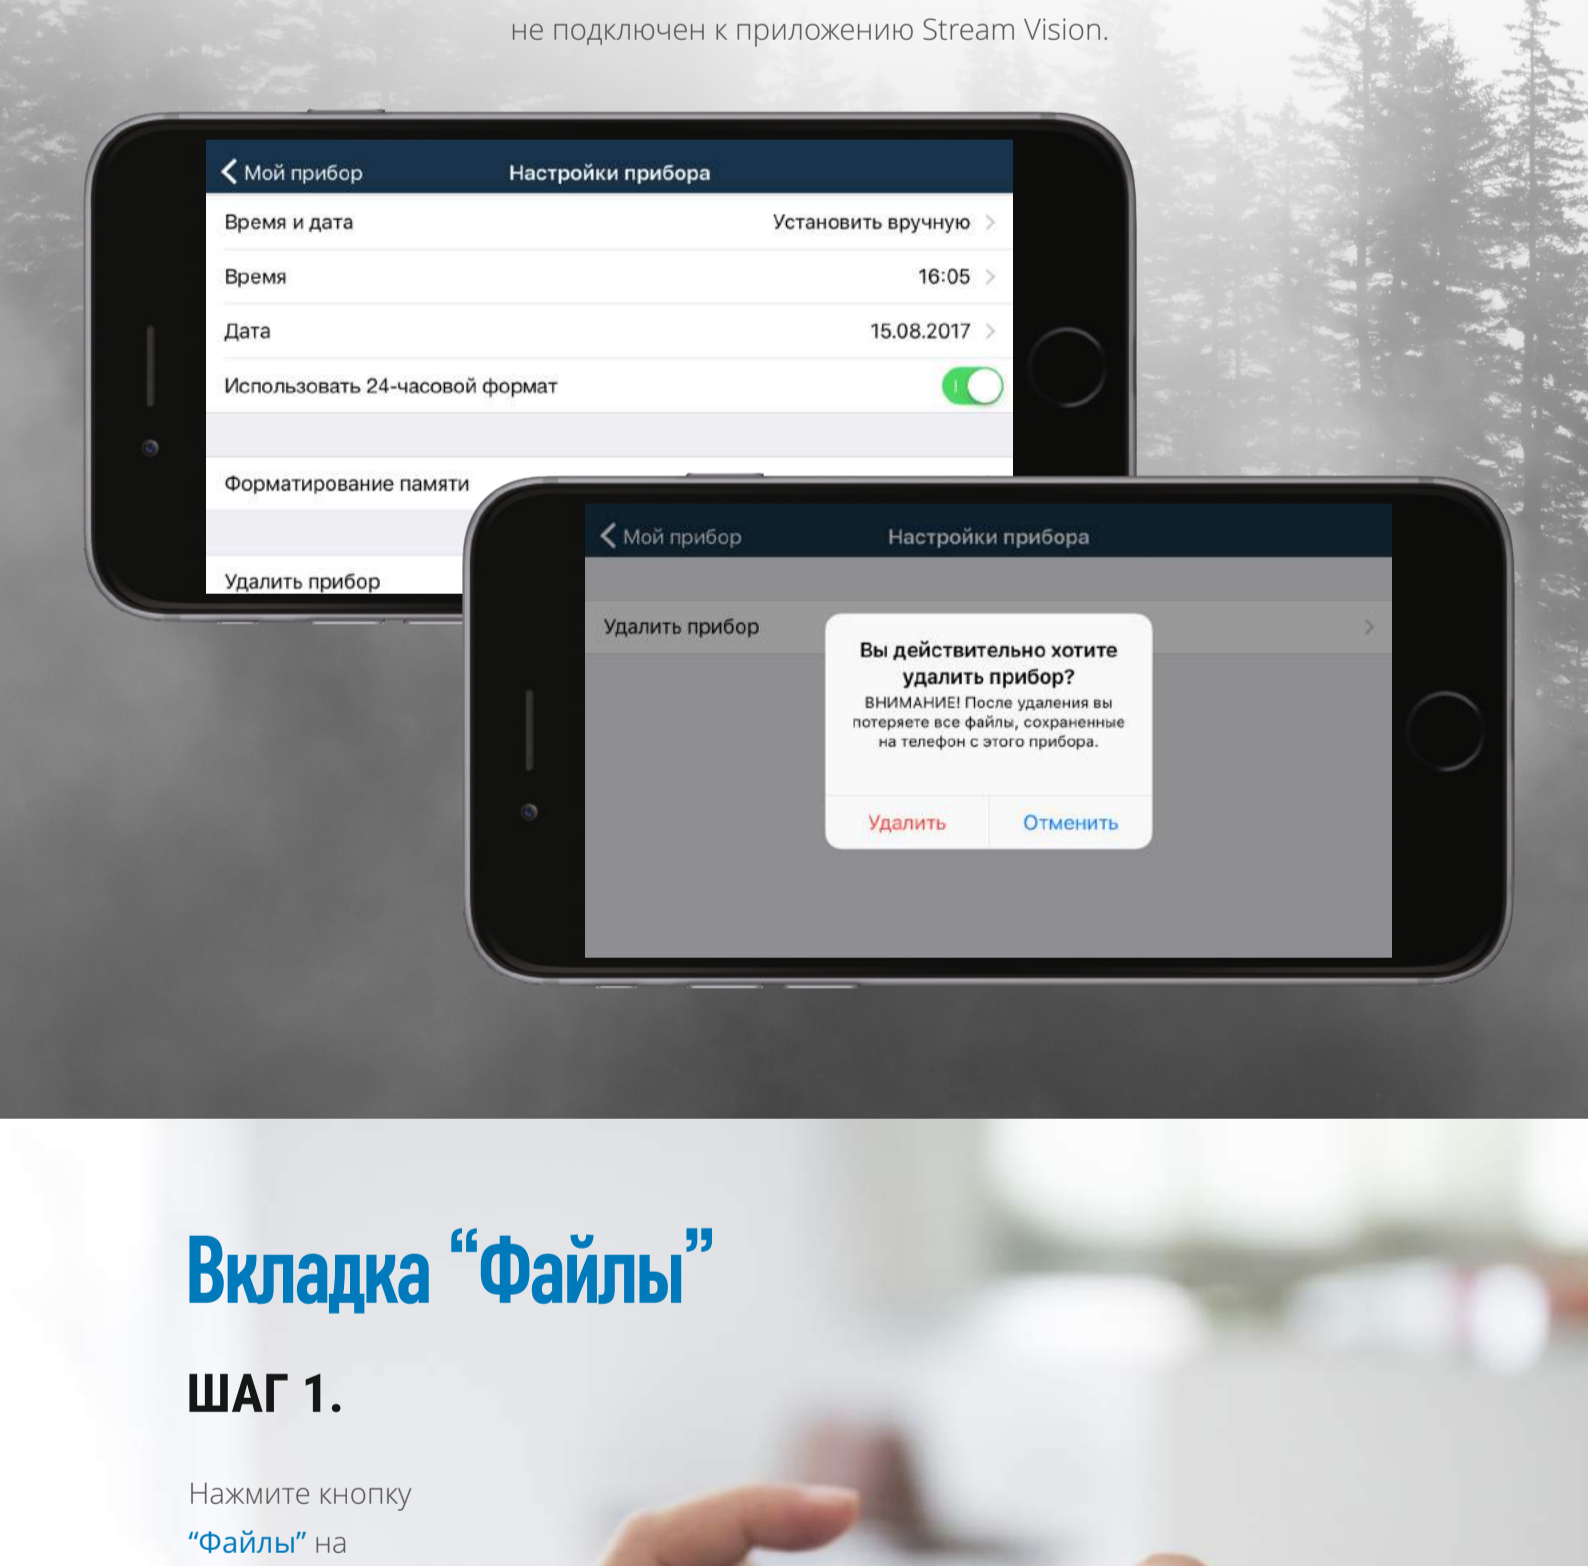 не подключен к приложению Stream Vision.
Мой прибор
Настройки прибора
Время и дата
Установить вручную
Время
16:05
Дата
15.08.2017
Использовать 24-часовой формат
Форматирование памяти
Удалить прибор
Мой прибор
Настройки прибора
Удалить прибор
Вы действительно хотите
удалить прибор?
ВНИМАНИЕ! После удаления вы
потеряете все файлы, сохраненные
на телефон с этого прибора.
Удалить
Отменить
Вкладка “Файлы”
ШАГ 1.
Нажмите кнопку
“Файлы” на